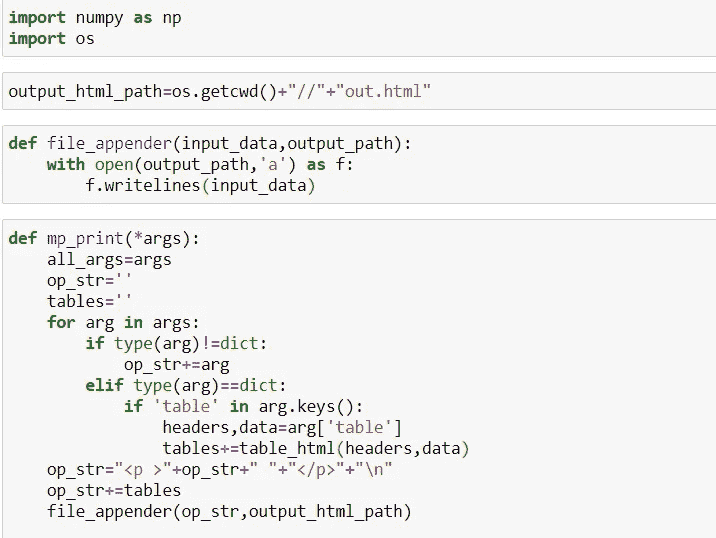 import numpy as np
import os
output_html_path=os.getcwd()+"//"+"out.html"
def file_appender(input_data,output_path):
    with open(output_path,'a') as f:
        f.writelines(input_data)
def mp_print(*args):
    all_args=args
    op_str=''
    tables=''
    for arg in args:
        if type(arg)!=dict:
            op_str+=arg
        elif type(arg)==dict:
            if 'table' in arg.keys():
                headers,data=arg['table']
                tables+=table_html(headers,data)
    op_str="<p >"+op_str+" "+"</p>"+"\n"
    op_str+=tables
    file_appender(op_str,output_html_path)